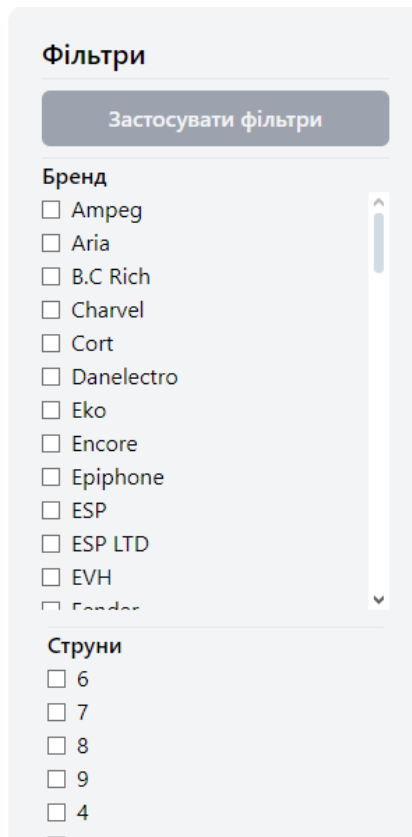 Фільтри
Застосувати фільтри
Бренд
Ampeg
Aria
B.C Rich
Charvel
Cort
Danelectro
Eko
Encore
Epiphone
ESP
ESP LTD
EVH
Fender
Струни
6
7
8
9
4